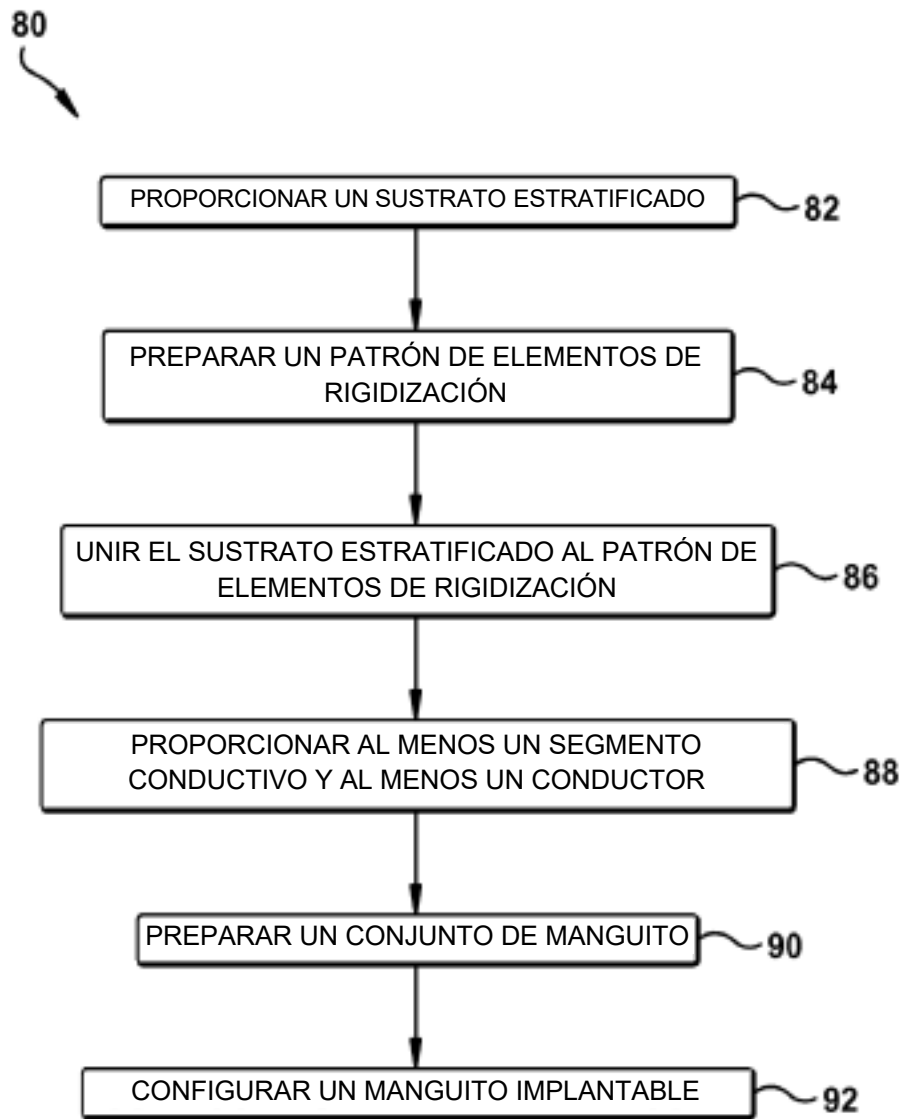 80
PROPORCIONAR UN SUSTRATO ESTRATIFICADO
82
PREPARAR UN PATRÓN DE ELEMENTOS DE
RIGIDIZACIÓN
84
UNIR EL SUSTRATO ESTRATIFICADO AL PATRÓN DE
ELEMENTOS DE RIGIDIZACIÓN
86
PROPORCIONAR AL MENOS UN SEGMENTO
CONDUCTIVO Y AL MENOS UN CONDUCTOR
88
PREPARAR UN CONJUNTO DE MANGUITO
90
CONFIGURAR UN MANGUITO IMPLANTABLE
92